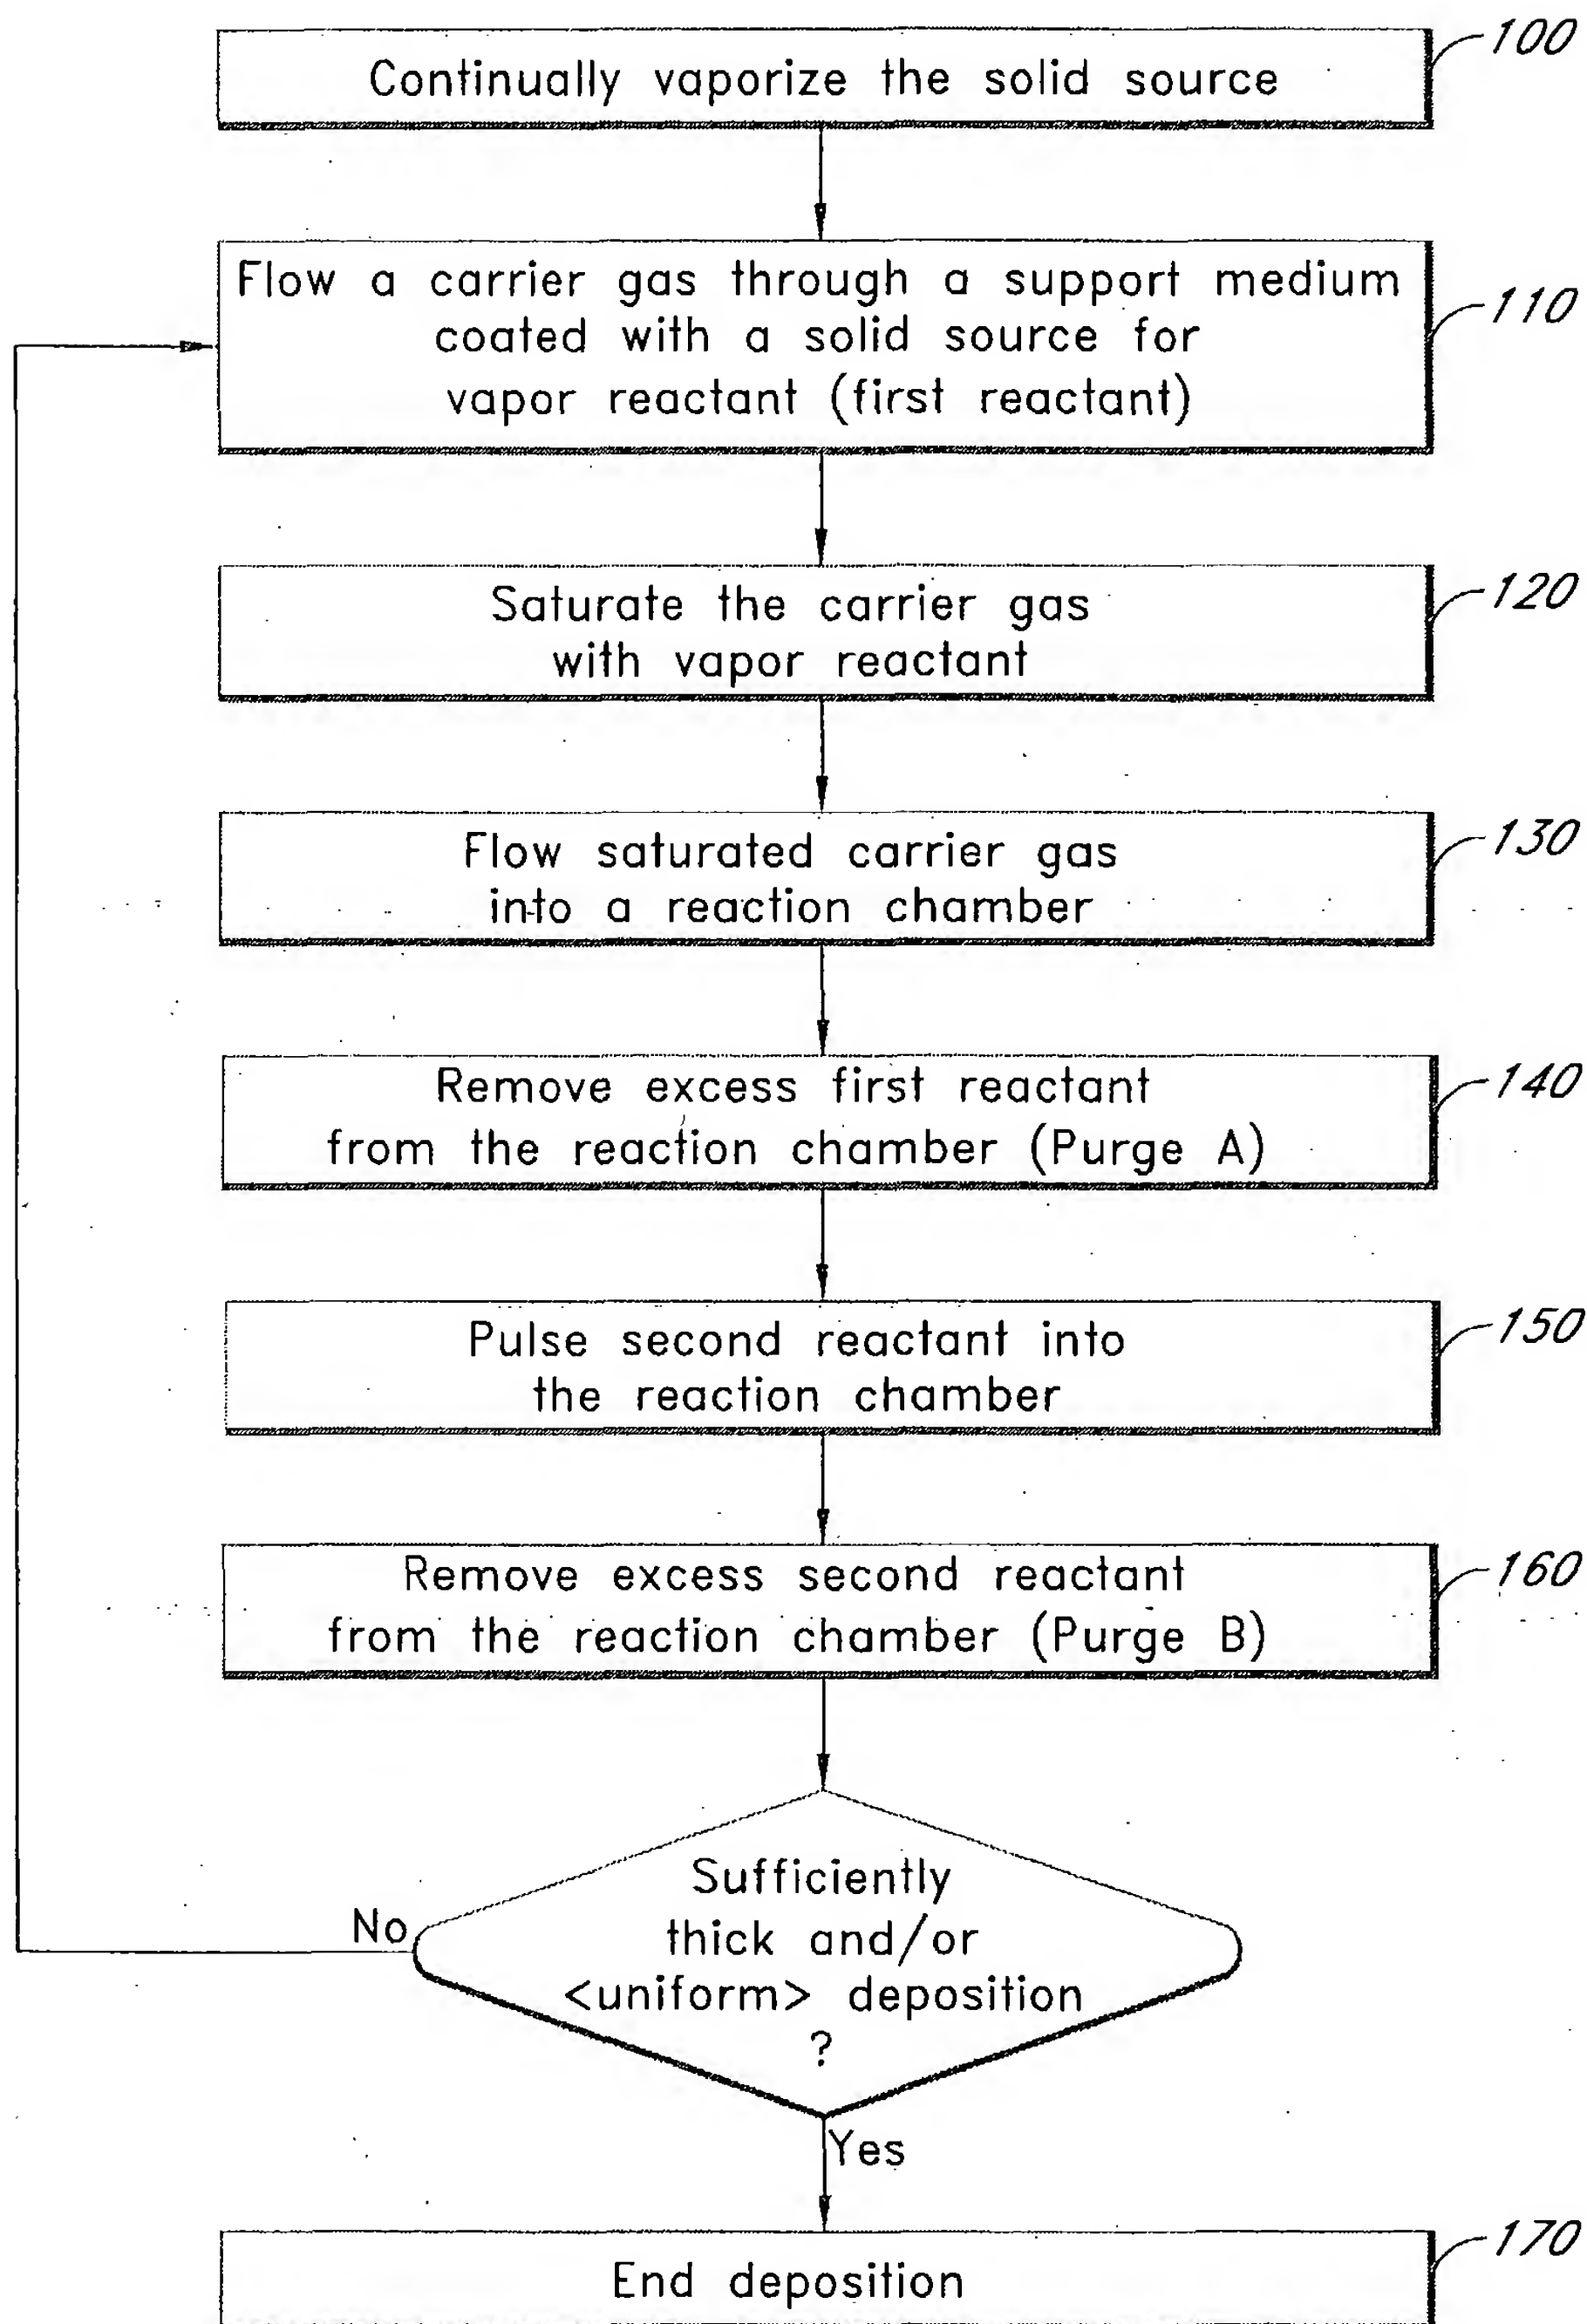 Continually vaporize the solid source
100
Flow a carrier gas through a support medium
coated with a solid source for
vapor reactant (first reactant)
110
Saturate the carrier gas
with vapor reactant
120
Flow saturated carrier gas
into a reaction chamber
130
Remove excess first reactant
from the reaction chamber (Purge A)
140
Pulse second reactant into
the reaction chamber
150
Remove excess second reactant
from the reaction chamber (Purge B)
160
Sufficiently
thick and/or
<uniform> deposition
?
No
Yes
End deposition
170